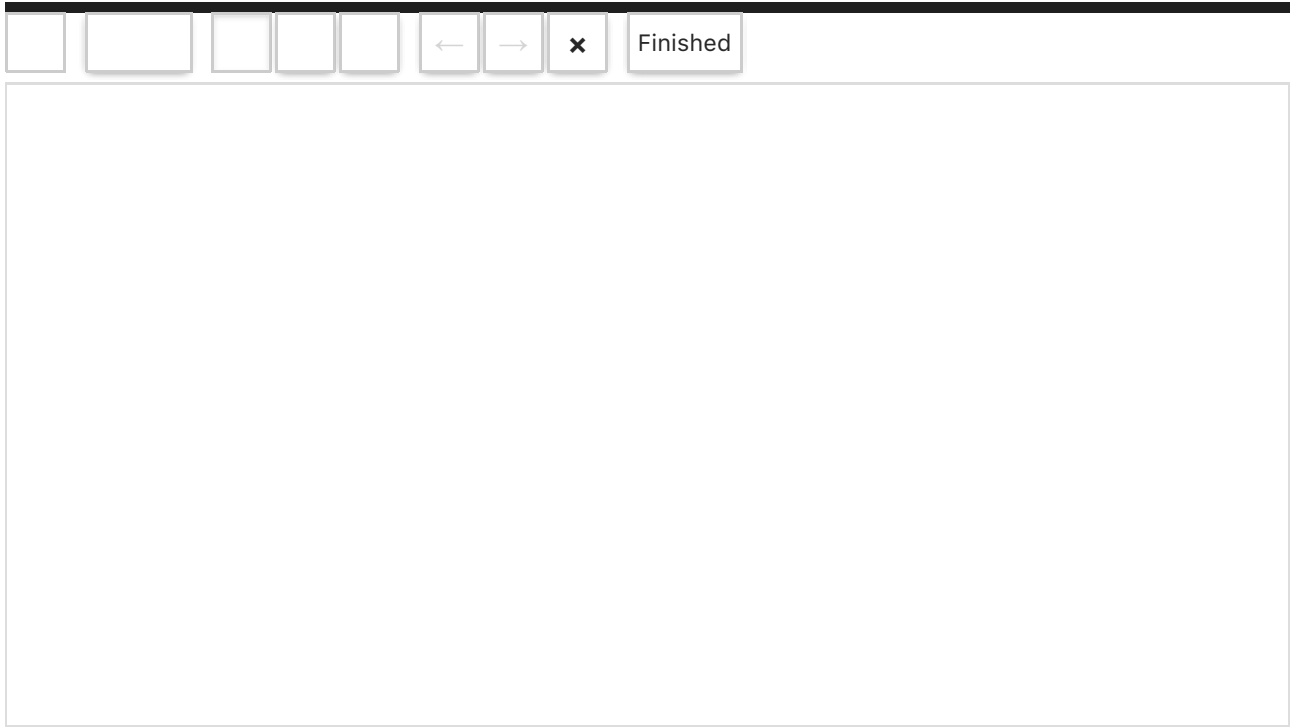 ← → × Finished